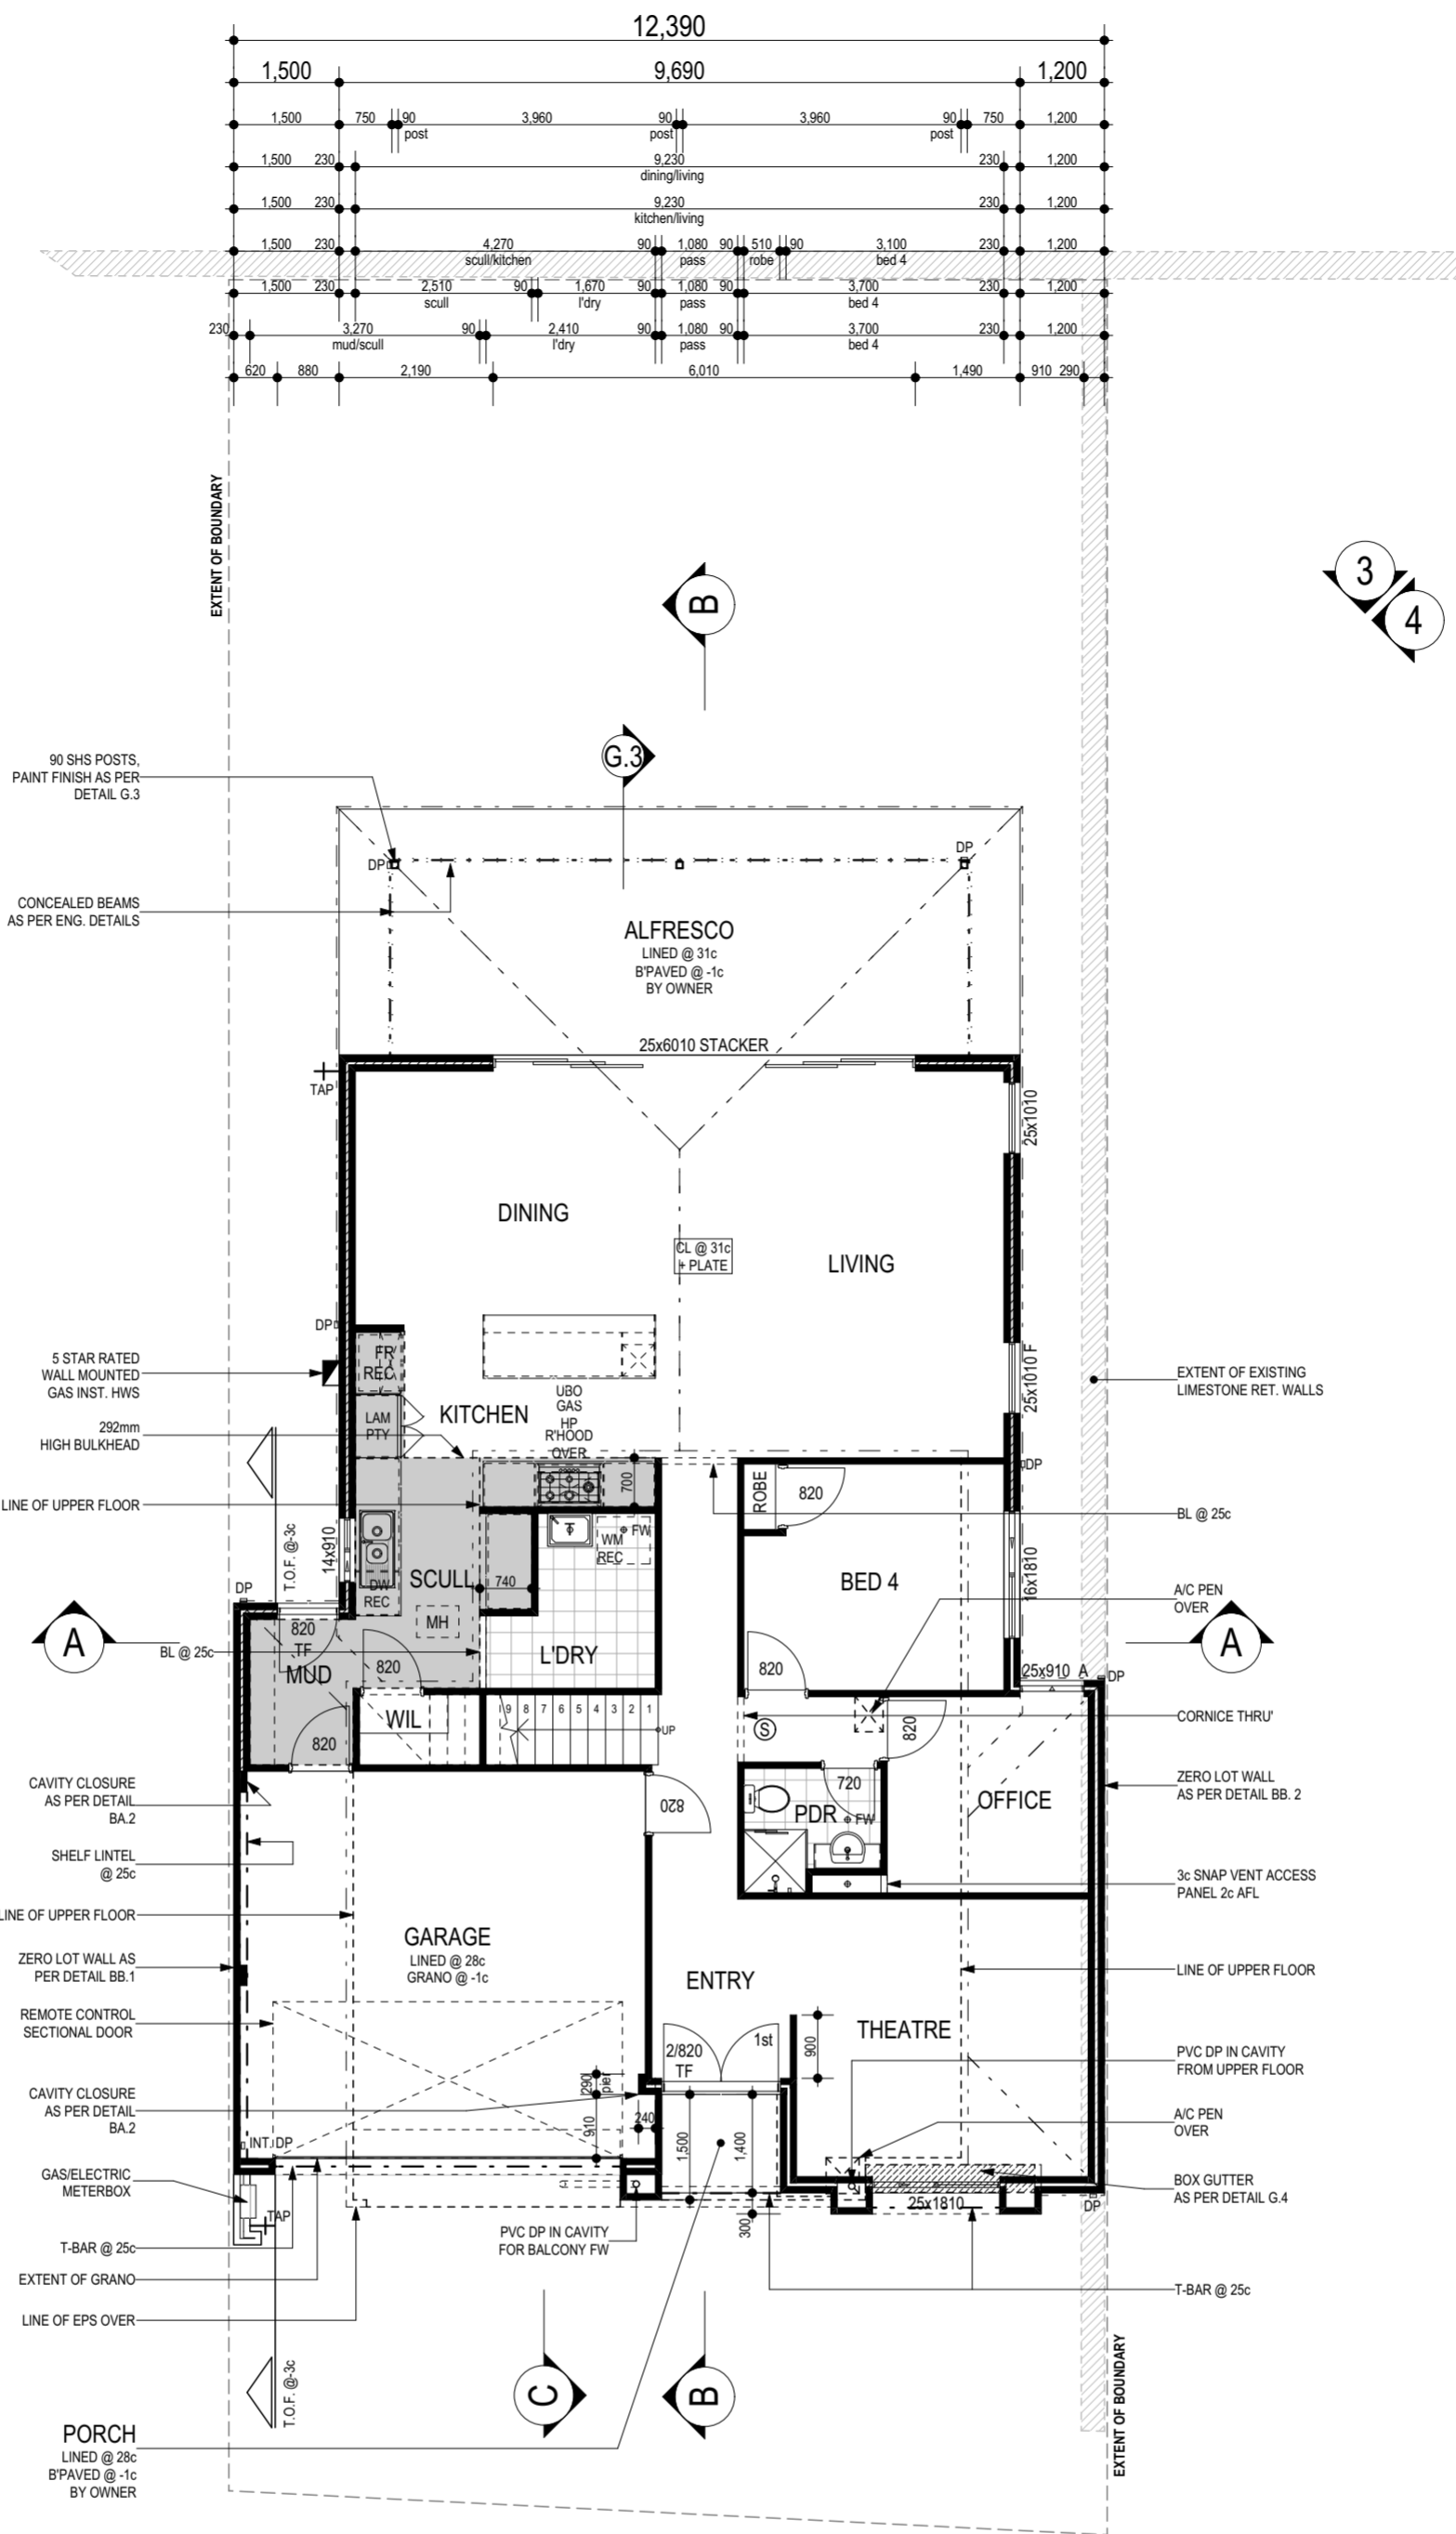 12,390
1,500 9,690 1,200
1,500 750 90 3,960 90 3,960 90 750 1,200
post post post
1,500 230 9,230 230 1,200
dining/living
1,500 230 9,230 230 1,200
kitchen/living
1,500 230 4,270 90 1,080 90 510 90 3,100 230 1,200
scull/kitchen pass robe bed 4
1,500 230 2,510 90 1,670 90 1,080 90 3,700 230 1,200
scull l'dry pass bed 4
230 3,270 90 2,410 90 1,080 90 3,700 230 1,200
mud/scull l'dry pass bed 4
620 880 2,190 6,010 1,490 910 290
EXTENT OF BOUNDARY
B
3
4
G.3
90 SHS POSTS,
PAINT FINISH AS PER
DETAIL G.3
DP
DP
CONCEALED BEAMS
AS PER ENG. DETAILS
ALFRESCO
LINED @ 31c
B'PAVED @ -1c
BY OWNER
25x6010 STACKER
TAP
25x1010
DINING
CL @ 31c
+ PLATE
LIVING
DP
5 STAR RATED
WALL MOUNTED
GAS INST. HWS
FR/
REC
25x1010 F
EXTENT OF EXISTING
LIMESTONE RET. WALLS
UBO
GAS
HP
R'HOOD
OVER
LAM
PTY
KITCHEN
292mm
HIGH BULKHEAD
700
DP
LINE OF UPPER FLOOR
ROBE
820
BL @ 25c
T.O.F. @-3c
14x910
FW
WM
REC
SCULL
740
DW
REC
MH
BED 4
16x1810
A/C PEN
OVER
DP
A
BL @ 25c
820
TF
MUD
820
L'DRY
820
25x910 A
DP
A
WIL
9 8 7 6 5 4 3 2 1
UP
S
820
CORNICE THRU'
820
CAVITY CLOSURE
AS PER DETAIL
BA.2
820
720
PDR
FW
OFFICE
ZERO LOT WALL
AS PER DETAIL BB. 2
SHELF LINTEL
@ 25c
3c SNAP VENT ACCESS
PANEL 2c AFL
LINE OF UPPER FLOOR
GARAGE
LINED @ 28c
GRANO @ -1c
ZERO LOT WALL AS
PER DETAIL BB.1
ENTRY
LINE OF UPPER FLOOR
REMOTE CONTROL
SECTIONAL DOOR
2/820
TF
1st
900
THEATRE
PVC DP IN CAVITY
FROM UPPER FLOOR
290
pier
CAVITY CLOSURE
AS PER DETAIL
BA.2
910
240
1,500
1,400
A/C PEN
OVER
INT. DP
GAS/ELECTRIC
METERBOX
BOX GUTTER
AS PER DETAIL G.4
25x1810
DP
TAP
300
PVC DP IN CAVITY
FOR BALCONY FW
T-BAR @ 25c
EXTENT OF GRANO
T-BAR @ 25c
LINE OF EPS OVER
T.O.F. @-3c
C
B
EXTENT OF BOUNDARY
PORCH
LINED @ 28c
B'PAVED @ -1c
BY OWNER